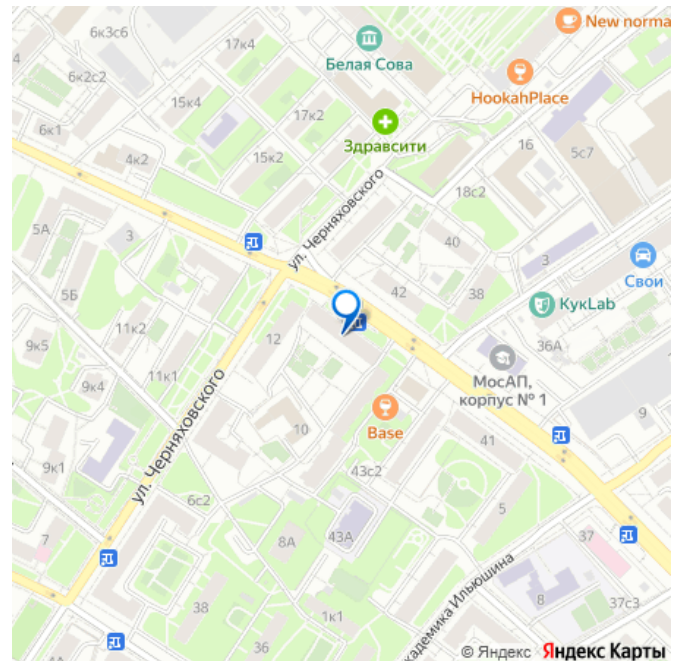 6к3с6
17к4
New norma
Белая Сова
6к2с2
HookahPlace
15к4
17к2
6к1
Здравсити
16
5с7
4к2
15к2
ул. Черняховского
18с2
5А
3
40
3
Свои
5Б
42
38
КукLab
11к2
12
36А
9к5
МосАП,
корпус № 1
11к1
9к4
ул. Черняховского
Base
9
10
41
9к1
43с2
6с2
5
7
8А
43А
37
кадемика Ильюшина
8
38
1к1
37с3
36
© Яндекс Яндекс Карты